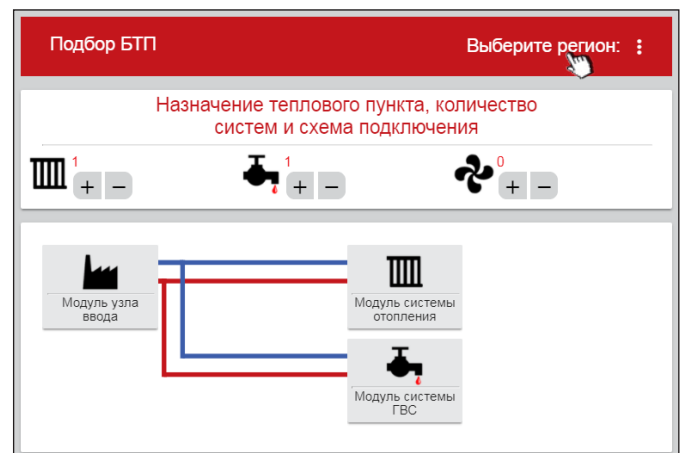 Подбор БТП
Выберите регион:
Назначение теплового пункта, количество
систем и схема подключения
1
+ −
1
+ −
0
+ −
Модуль узла
ввода
Модуль системы
отопления
Модуль системы
ГВС